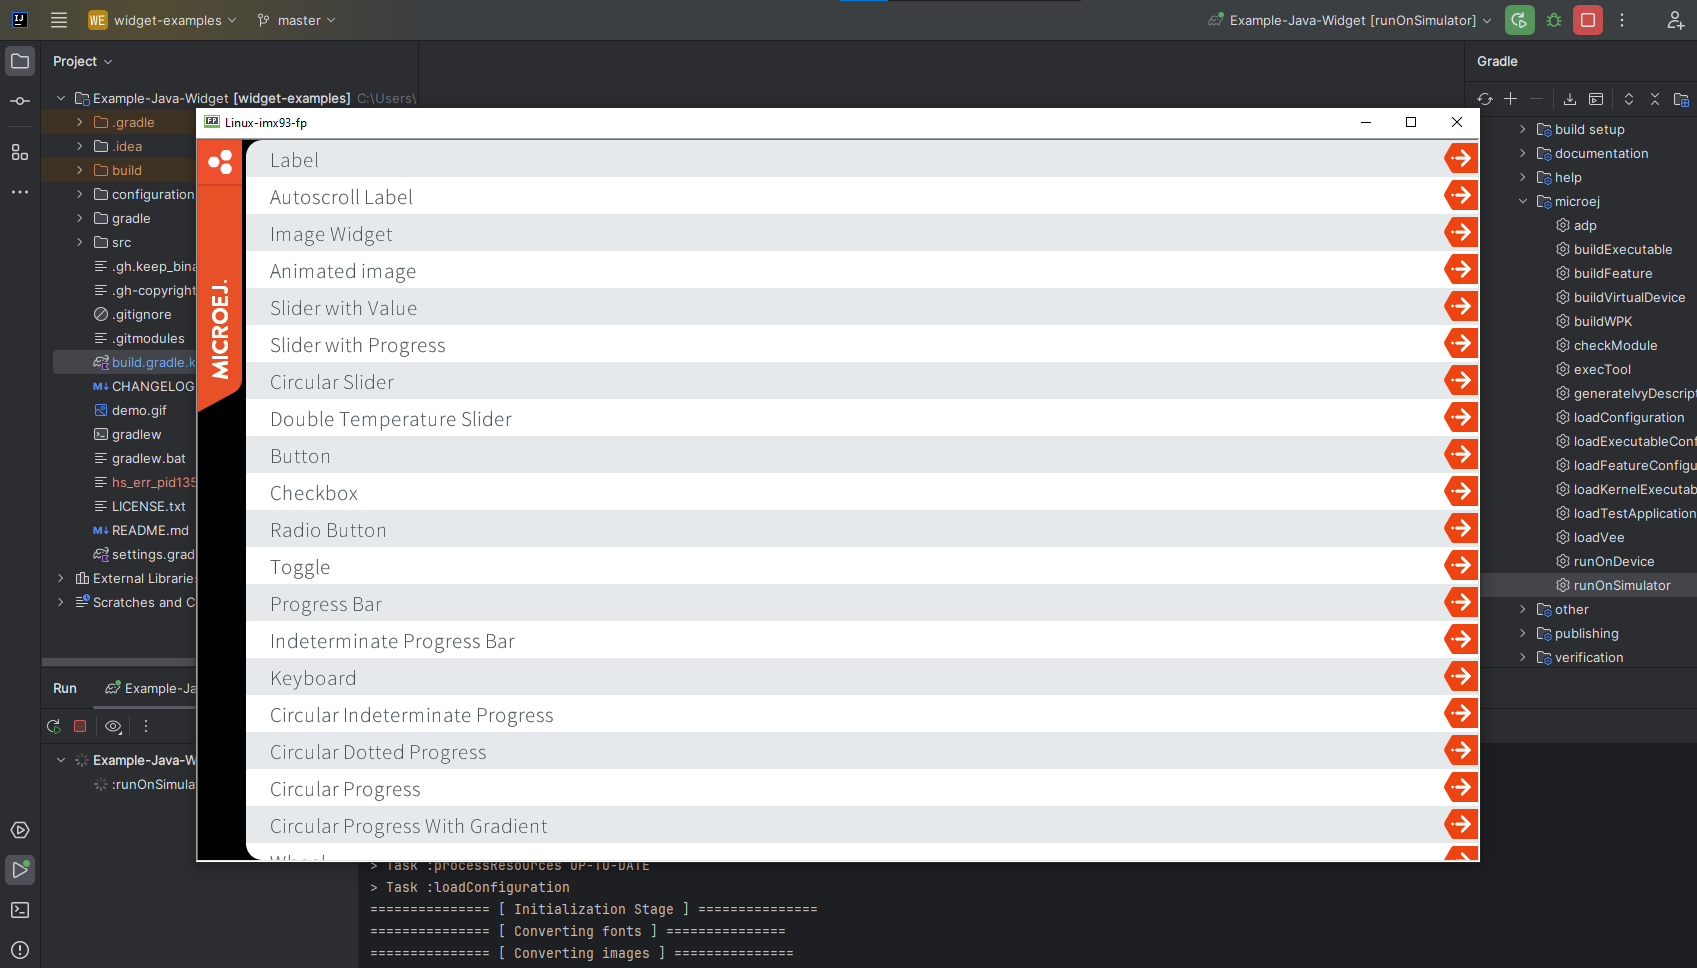 WE widget-examples
master
Example-Java-Widget [runOnSimulator]
Project
Gradle
Example-Java-Widget [widget-examples] C:\Users\
.gradle
.idea
build
configuration
gradle
src
.gh.keep_bina
.gh-copyright
.gitignore
.gitmodules
build.gradle.k
CHANGELOG
demo.gif
gradlew
gradlew.bat
hs_err_pid135
LICENSE.txt
README.md
settings.grad
External Libraries
Scratches and C
Linux-imx93-fp
MICROEJ.
Label
Autoscroll Label
Image Widget
Animated image
Slider with Value
Slider with Progress
Circular Slider
Double Temperature Slider
Button
Checkbox
Radio Button
Toggle
Progress Bar
Indeterminate Progress Bar
Keyboard
Circular Indeterminate Progress
Circular Dotted Progress
Circular Progress
Circular Progress With Gradient
Wheel
build setup
documentation
help
microej
adp
buildExecutable
buildFeature
buildVirtualDevice
buildWPK
checkModule
execTool
generateIvyDescript
loadConfiguration
loadExecutableConf
loadFeatureConfigu
loadKernelExecutab
loadTestApplication
loadVee
runOnDevice
runOnSimulator
other
publishing
verification
Run Example-Ja
Example-Java-W
:runOnSimula
> Task :processResources UP-TO-DATE
> Task :loadConfiguration
=============== [ Initialization Stage ] ===============
=============== [ Converting fonts ] ===============
=============== [ Converting images ] ===============